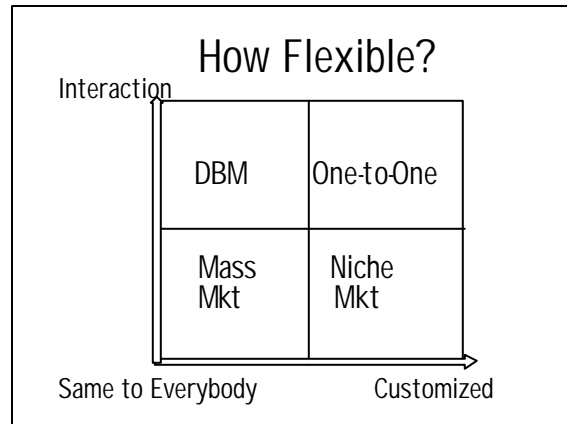 How Flexible?
Interaction
DBM
One-to-One
Mass
Mkt
Niche
Mkt
Same to Everybody
Customized